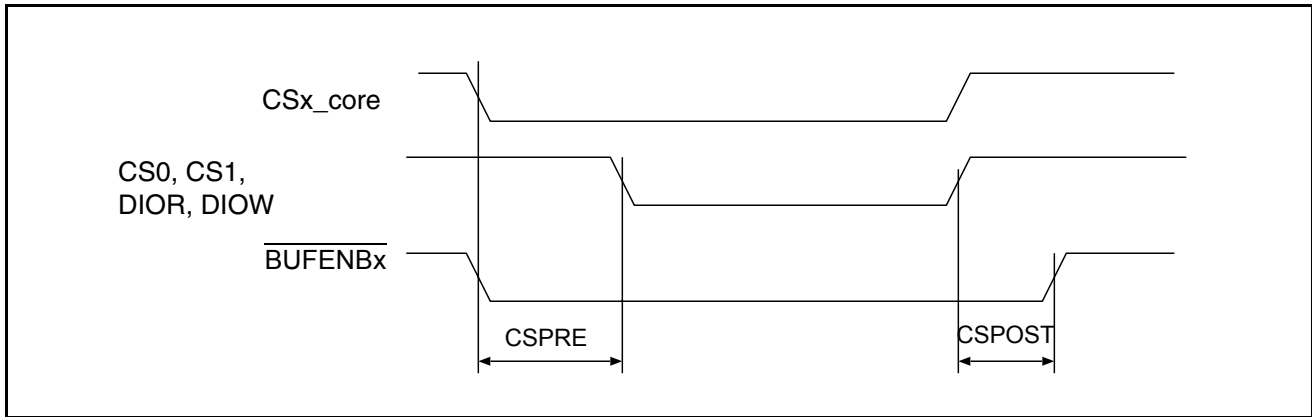 CSx_core
CS0, CS1,
DIOR, DIOW
BUFENBx
CSPRE
CSPOST